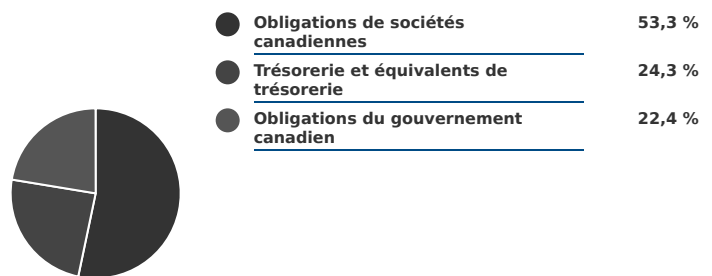 Obligations de sociétés
canadiennes
53,3 %
Trésorerie et équivalents de
trésorerie
24,3 %
Obligations du gouvernement
canadien
22,4 %